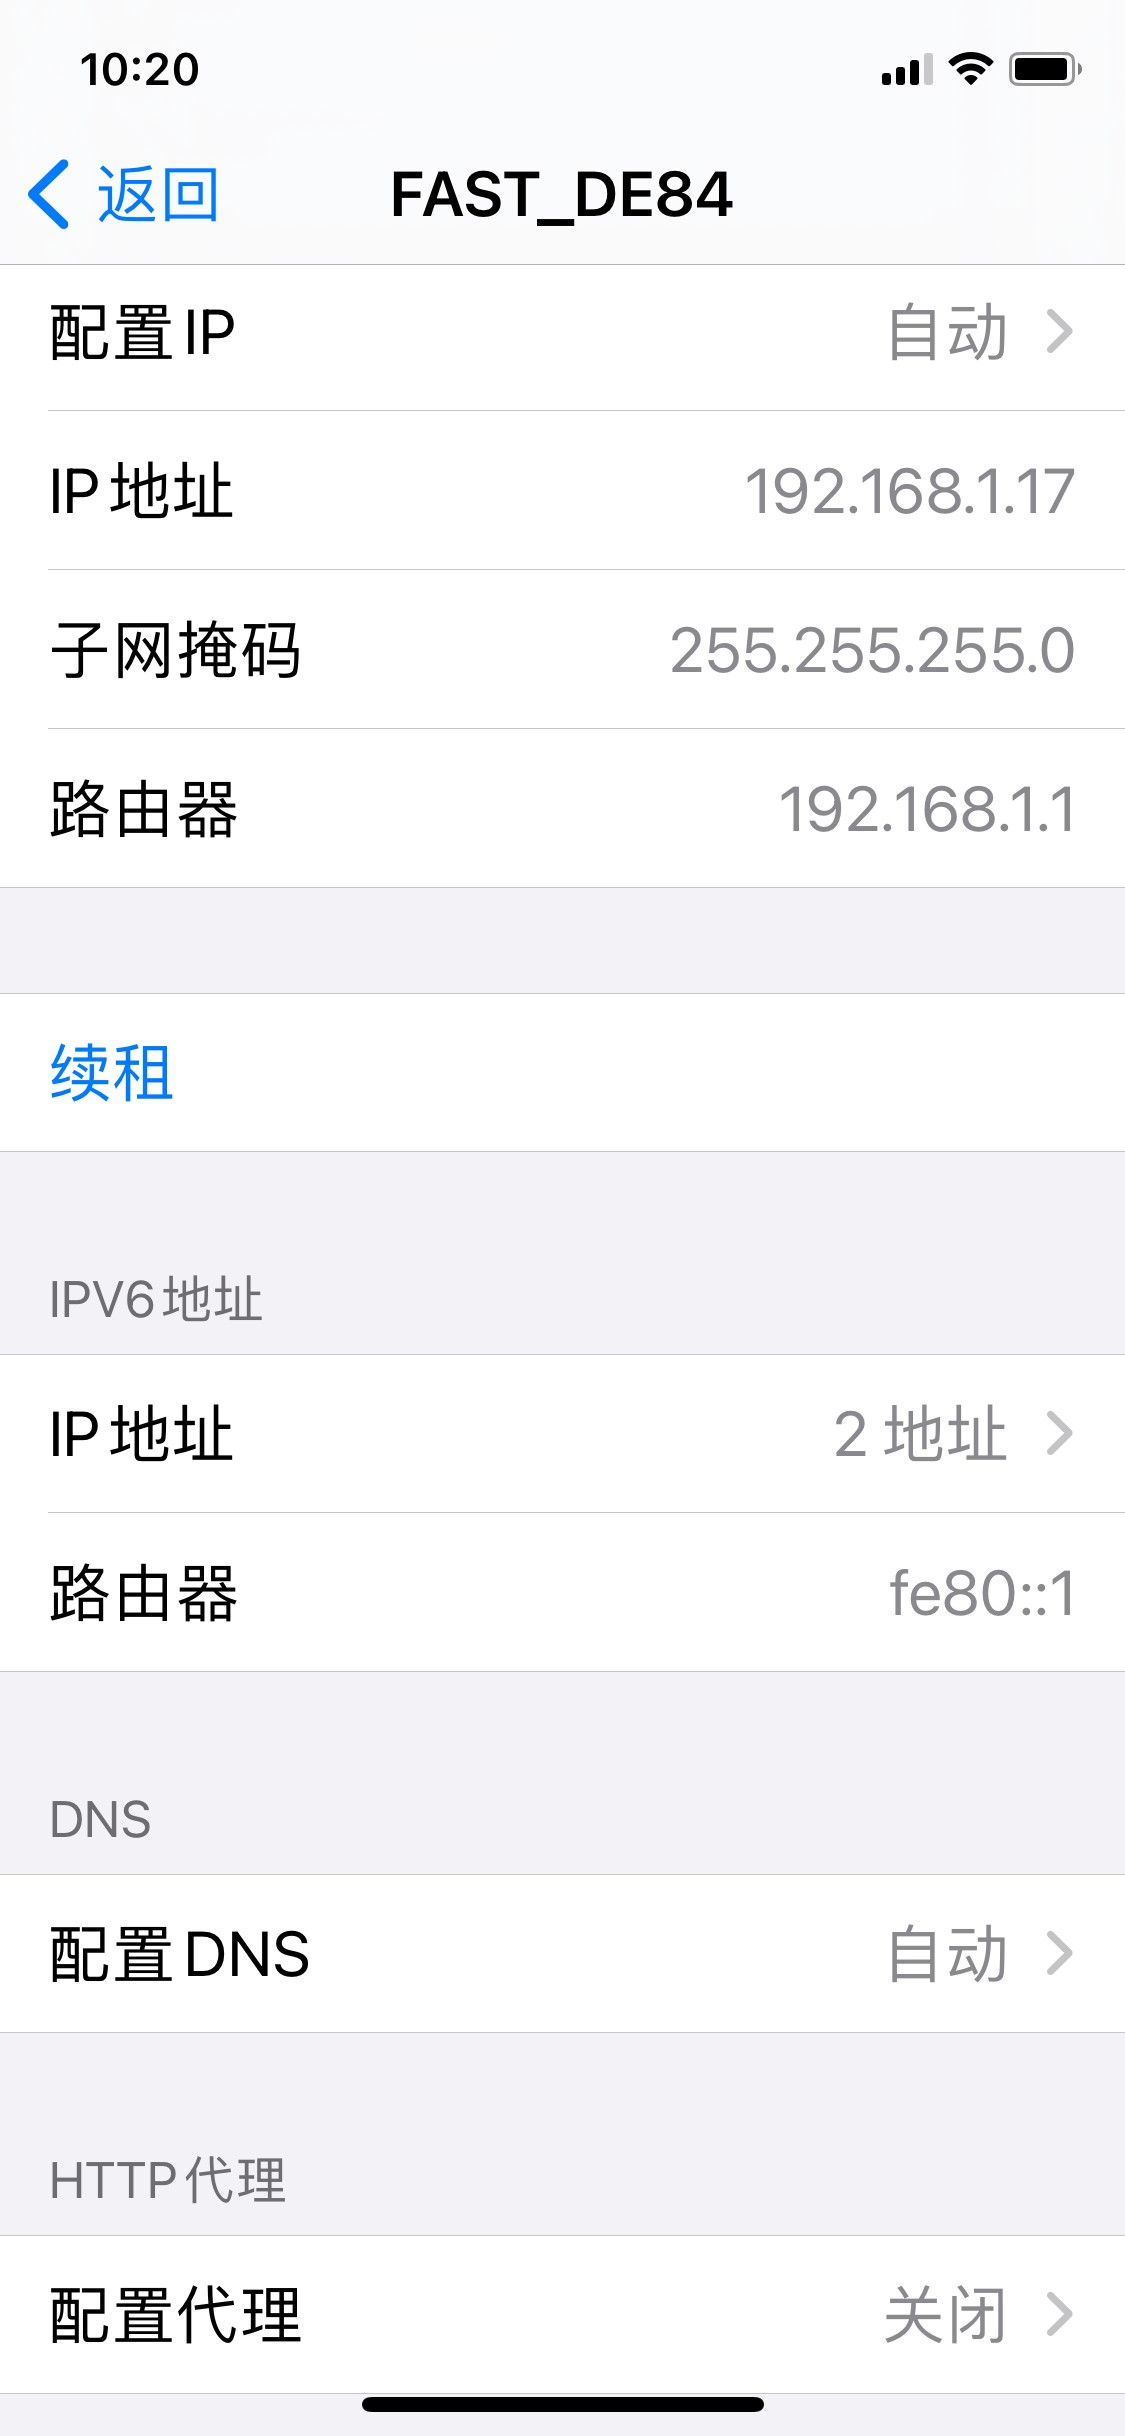 10:20
返回 FAST_DE84
配置 IP 自动
IP 地址 192.168.1.17
子网掩码 255.255.255.0
路由器 192.168.1.1
续租
IPV6 地址
IP 地址 2 地址
路由器 fe80::1
DNS
配置 DNS 自动
HTTP 代理
配置代理 关闭